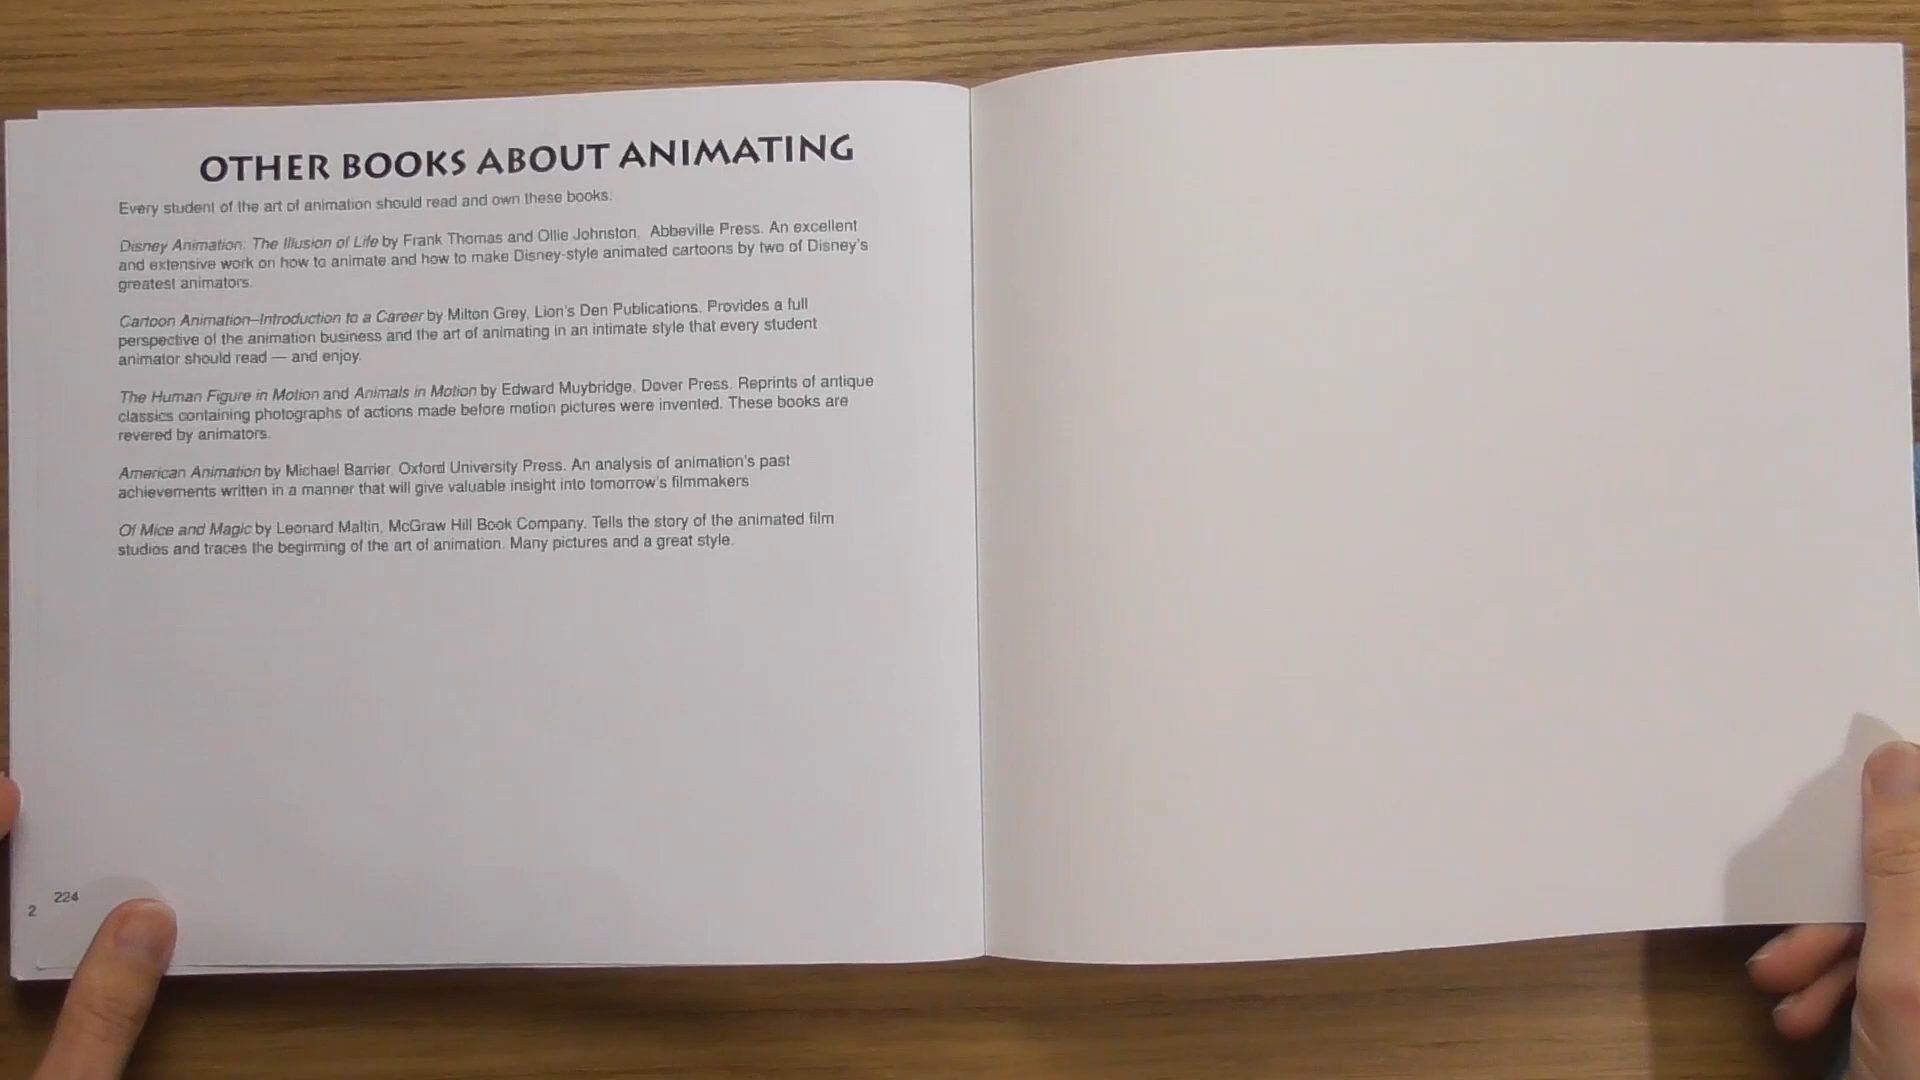 OTHER BOOKS ABOUT ANIMATING
Every student of the art of animation should read and own these books:
Disney Animation: The Illusion of Life by Frank Thomas and Ollie Johnston, Abbeville Press. An excellent
and extensive work on how to animate and how to make Disney-style animated cartoons by two of Disney's
greatest animators.
Cartoon Animation–Introduction to a Career by Milton Grey, Lion's Den Publications. Provides a full
perspective of the animation business and the art of animating in an intimate style that every student
animator should read — and enjoy.
The Human Figure in Motion and Animals in Motion by Edward Muybridge, Dover Press. Reprints of antique
classics containing photographs of actions made before motion pictures were invented. These books are
revered by animators.
American Animation by Michael Barrier, Oxford University Press. An analysis of animation's past
achievements written in a manner that will give valuable insight into tomorrow's filmmakers.
Of Mice and Magic by Leonard Maltin, McGraw Hill Book Company. Tells the story of the animated film
studios and traces the beginning of the art of animation. Many pictures and a great style.
224
2